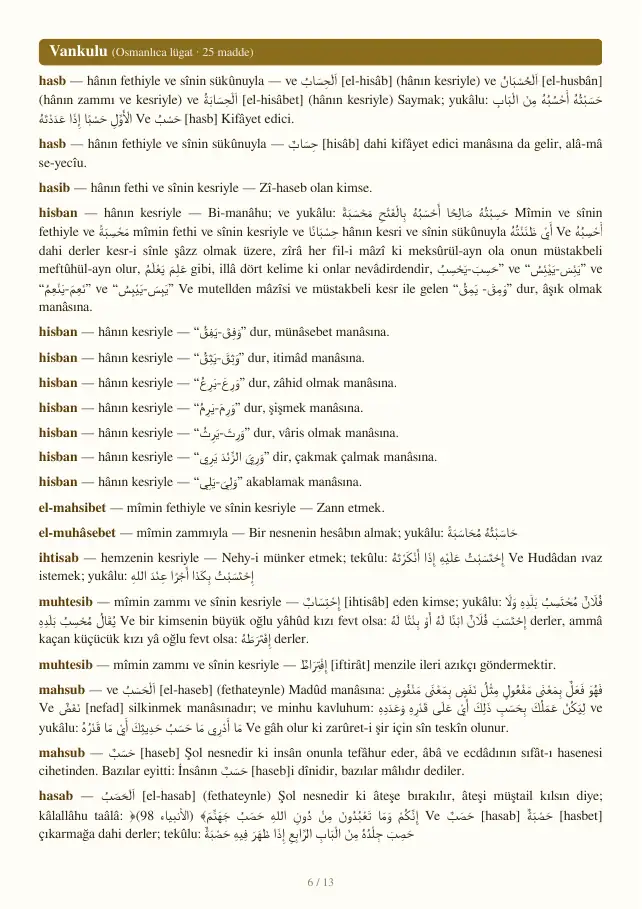 Vankulu (Osmanlıca lügat · 25 madde)
hasb — hânın fethiyle ve sînin sükûnuyla — ve اَلْحِسَابُ [el-hisâb] (hânın kesriyle) ve اَلْحُسْبَانُ [el-husbân]
(hânın zammı ve kesriyle) ve اَلْحِسَابَةُ [el-hisâbet] (hânın kesriyle) Saymak; yukâlu: حَسَبْتُهُ أَحْسُبُهُ مِنَ الْبَابِ
الْأَوَّلِ حَسْبًا إِذَا عَدَدْتَهُ Ve حَسْبُ [hasb] Kifâyet edici.
hasb — hânın fethiyle ve sînin sükûnuyla — حِسَابٌ [hisâb] dahi kifâyet edici manâsına da gelir, alâ-mâ
se-yecîu.
hasib — hânın fethi ve sînin kesriyle — Zî-haseb olan kimse.
hisban — hânın kesriyle — Bi-manâhu; ve yukâlu: حَسِبْتُهُ صَالِحًا أَحْسَبُهُ بِالْفَتْحِ مَحْسَبَةً Mîmin ve sînin
fethiyle ve مَحْسِبَةً mîmin fethi ve sînin kesriyle ve حِسْبَانًا hânın kesri ve sînin sükûnuyla أَيْ ظَنَنْتُهُ Ve أَحْسِبُهُ
dahi derler kesr-i sînle şâzz olmak üzere, zîrâ her fil-i mâzî ki meksûrül-ayn ola onun müstakbeli
meftûhül-ayn olur, عَلِمَ يَعْلَمُ gibi, illâ dört kelime ki onlar nevâdirdendir, حَسِبَ-يَحْسِبُ” ve “يَئِسَ-يَيْئِسُ” ve
“نَعِمَ-يَنْعِمُ” ve “يَبِسَ-يَيْبِسُ” Ve mutellden mâzîsi ve müstakbeli kesr ile gelen “وَمِقَ- يَمِقُ” dur, âşık olmak
manâsına.
hisban — hânın kesriyle — “وَفِقَ-يَفِقُ” dur, münâsebet manâsına.
hisban — hânın kesriyle — “وَثِقَ-يَثِقُ” dur, itimâd manâsına.
hisban — hânın kesriyle — “وَرِعَ-يَرِعُ” dur, zâhid olmak manâsına.
hisban — hânın kesriyle — “وَرِمَ-يَرِمُ” dur, şişmek manâsına.
hisban — hânın kesriyle — “وَرِثَ-يَرِثُ” dur, vâris olmak manâsına.
hisban — hânın kesriyle — “وَرِيَ الزَّنْدَ يَرِي” dir, çakmak çalmak manâsına.
hisban — hânın kesriyle — “وَلِيَ-يَلِي” akablamak manâsına.
el-mahsibet — mîmin fethiyle ve sînin kesriyle — Zann etmek.
el-muhâsebet — mîmin zammıyla — Bir nesnenin hesâbın almak; yukâlu: حَاسَبْتُهُ مُحَاسَبَةً
ihtisab — hemzenin kesriyle — Nehy-i münker etmek; tekûlu: إِحْتَسَبْتُ عَلَيْهِ إِذَا أَنْكَرْتَهُ Ve Hudâdan ıvaz
istemek; yukâlu: إِحْتَسَبْتُ بِكَذَا أَجْرًا عِنْدَ اللهِ
muhtesib — mîmin zammı ve sînin kesriyle — إِحْتِسَابٌ [ihtisâb] eden kimse; yukâlu: فُلَانٌ مُحْتَسِبُ بَلَدِهِ وَلَا
يُقَالُ مُحْسِبُ بَلَدِهِ Ve bir kimsenin büyük oğlu yâhûd kızı fevt olsa: إِحْتَسَبَ فُلَانٌ ابْنًا لَهُ أَوْ بِنْتًا لَهُ derler, ammâ
kaçan küçücük kızı yâ oğlu fevt olsa: إِفْتَرَطَهُ derler.
muhtesib — mîmin zammı ve sînin kesriyle — إِفْتِرَاطٌ [iftirât] menzile ileri azıkçı göndermektir.
mahsub — ve اَلْحَسَبُ [el-haseb] (fethateynle) Madûd manâsına: فَهُوَ فَعَلٌ بِمَعْنَى مَفْعُولٍ مِثْلُ نَفَضٍ بِمَعْنَى مَنْفُوضٍ
Ve نَفَضٌ [nefad] silkinmek manâsınadır; ve minhu kavluhum: لِيَكُنْ عَمَلُكَ بِحَسَبِ ذَلِكَ أَيْ عَلَى قَدْرِهِ وَعَدَدِهِ ve
yukâlu: مَا أَدْرِي مَا حَسَبُ حَدِيثِكَ أَيْ مَا قَدْرُهُ Ve gâh olur ki zarûret-i şir için sîn teskîn olunur.
mahsub — حَسَبٌ [haseb] Şol nesnedir ki insân onunla tefâhur eder, âbâ ve ecdâdının sıfât-ı hasenesi
cihetinden. Bazılar eyitti: İnsânın حَسَبٌ [haseb]i dînidir, bazılar mâlıdır dediler.
hasab — اَلْحَصَبُ [el-hasab] (fethateynle) Şol nesnedir ki âteşe bırakılır, âteşi müştail kılsın diye;
kâlallâhu taâlâ: ﴿إِنَّكُمْ وَمَا تَعْبُدُونَ مِنْ دُونِ اللهِ حَصَبُ جَهَنَّمَ﴾ (الأنبياء 98) Ve حَصَبٌ [hasab] حَصْبَةٌ [hasbet]
çıkarmağa dahi derler; tekûlu: حَصِبَ جِلْدُهُ مِنَ الْبَابِ الرَّابِعِ إِذَا ظَهَرَ فِيهِ حَصْبَةٌ
6 / 13